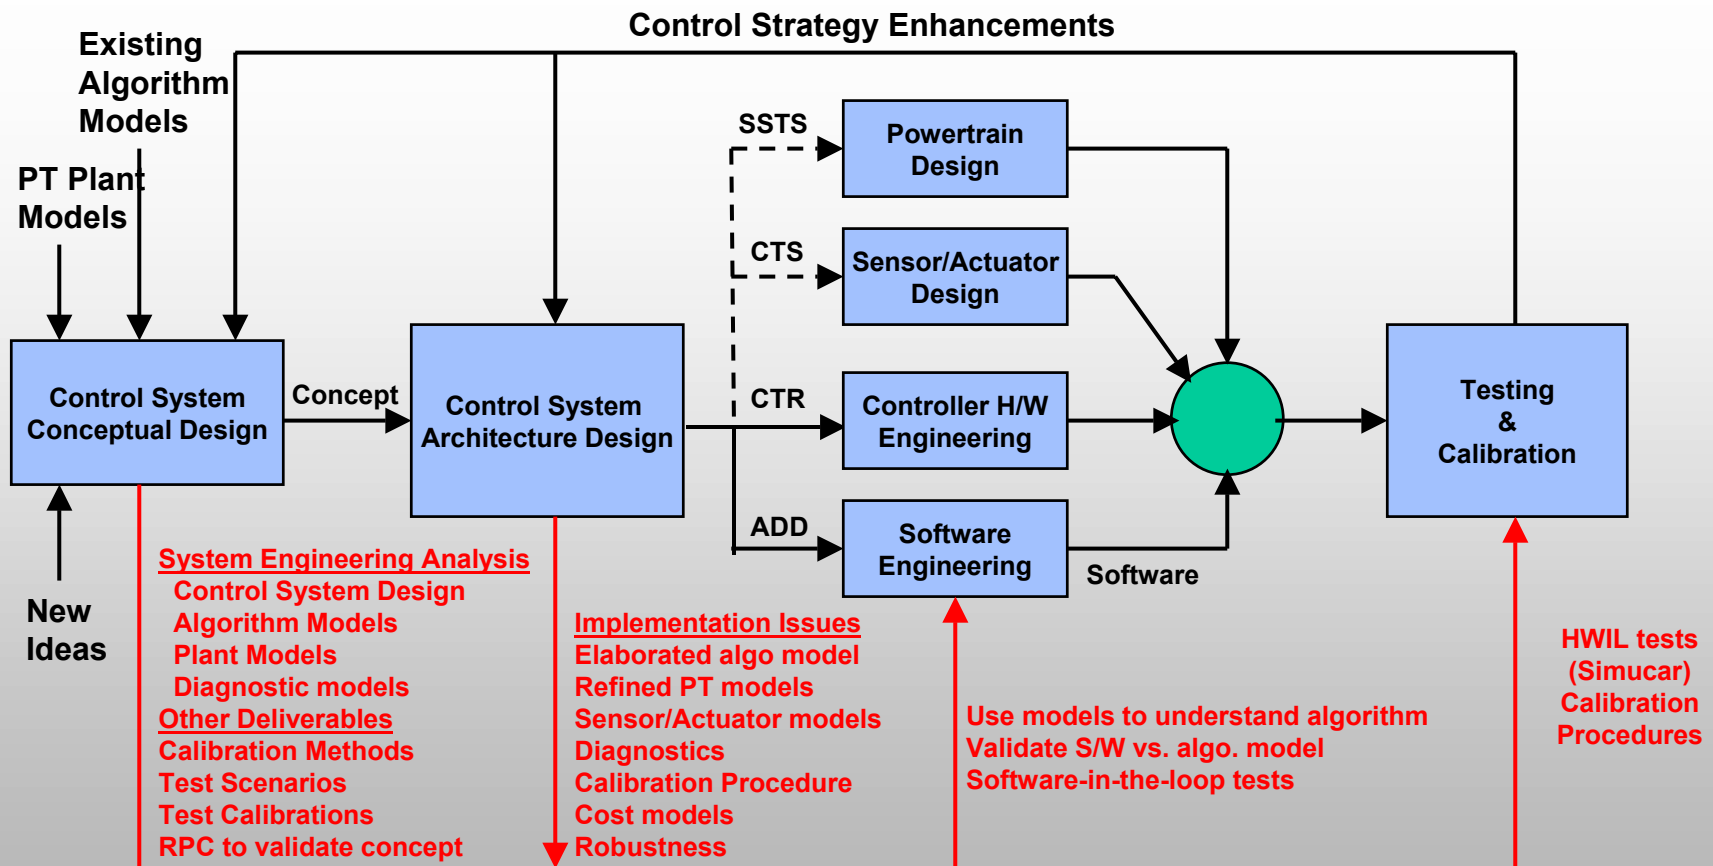 Control Strategy Enhancements
Existing
Algorithm
Models
PT Plant
Models
SSTS
Powertrain
Design
CTS
Sensor/Actuator
Design
Control System
Conceptual Design
Concept
Control System
Architecture Design
CTR
Controller H/W
Engineering
Testing
&
Calibration
ADD
Software
Engineering
Software
New
Ideas
System Engineering Analysis
Control System Design
Algorithm Models
Plant Models
Diagnostic models
Other Deliverables
Calibration Methods
Test Scenarios
Test Calibrations
RPC to validate concept
Implementation Issues
Elaborated algo model
Refined PT models
Sensor/Actuator models
Diagnostics
Calibration Procedure
Cost models
Robustness
Use models to understand algorithm
Validate S/W vs. algo. model
Software-in-the-loop tests
HWIL tests
(Simucar)
Calibration
Procedures